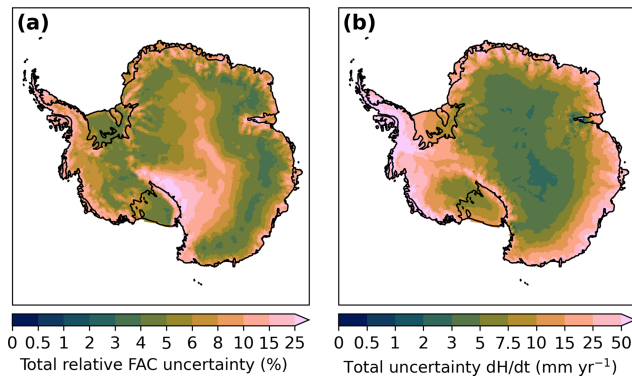 (a)
(b)
0 0.5 1 2 3 4 5 6 8 10 15 25
0 0.5 1 2 3 5 7.5 10 15 25 50
Total relative FAC uncertainty (%)
Total uncertainty dH/dt (mm yr⁻¹)